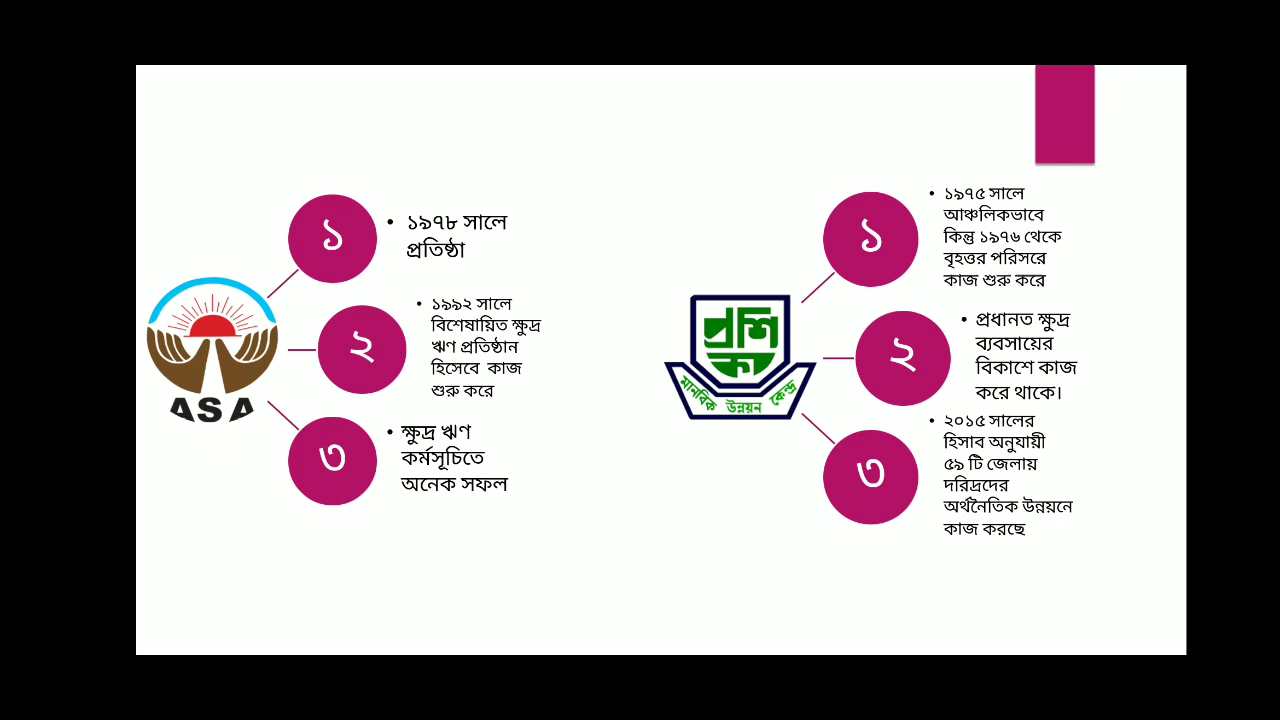 ১
১৯৭৮ সালে
প্রতিষ্ঠা
২
১৯৯২ সালে
বিশেষায়িত ক্ষুদ্র
ঋণ প্রতিষ্ঠান
হিসেবে কাজ
শুরু করে
৩
ক্ষুদ্র ঋণ
কর্মসূচিতে
অনেক সফল
ASA
১
১৯৭৫ সালে
আঞ্চলিকভাবে
কিন্তু ১৯৭৬ থেকে
বৃহত্তর পরিসরে
কাজ শুরু করে
২
প্রধানত ক্ষুদ্র
ব্যবসায়ের
বিকাশে কাজ
করে থাকে।
৩
২০১৫ সালের
হিসাব অনুযায়ী
৫৯ টি জেলায়
দরিদ্রদের
অর্থনৈতিক উন্নয়নে
কাজ করছে
প্রশি
কা
মানবিক উন্নয়ন কেন্দ্র